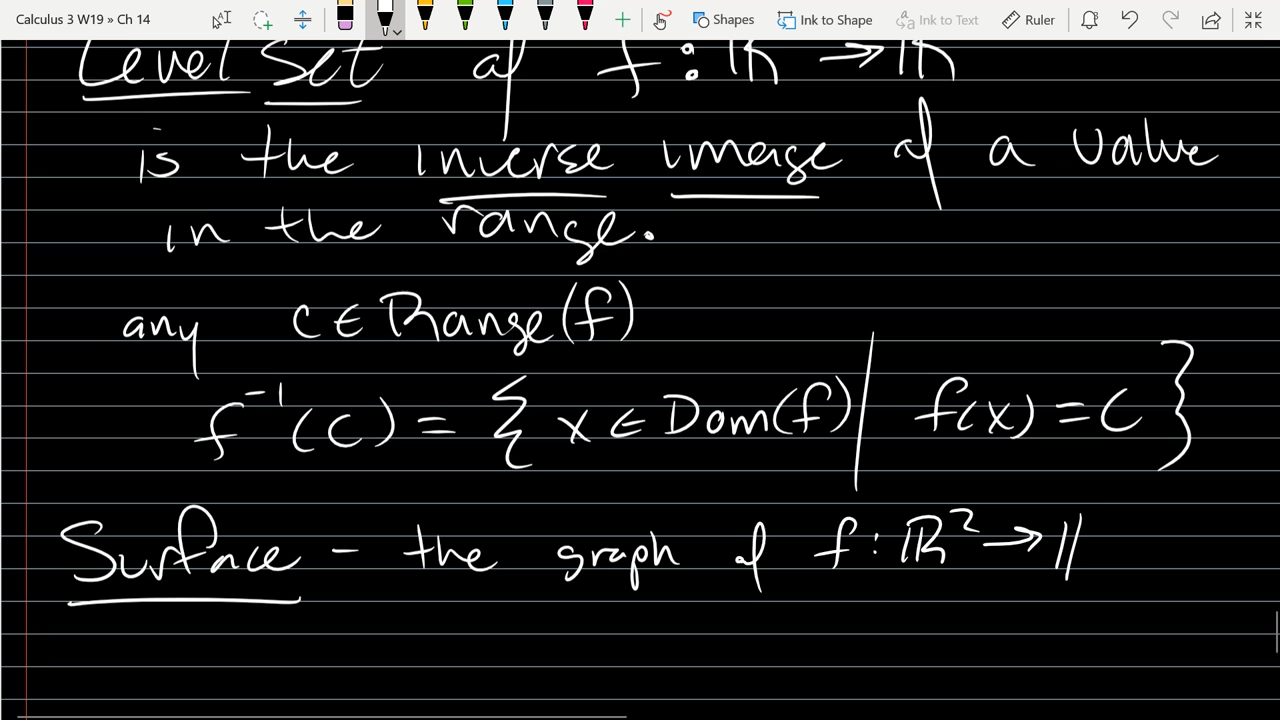 Calculus 3 W19 » Ch 14 Shapes Ink to Shape Ink to Text Ruler
Level Set of f : ℝ → ℝ
is the inverse image of a value
in the range.
any c ∈ Range(f)
f⁻¹(c) = { x ∈ Dom(f) | f(x) = c }
Surface - the graph of f : ℝ² →